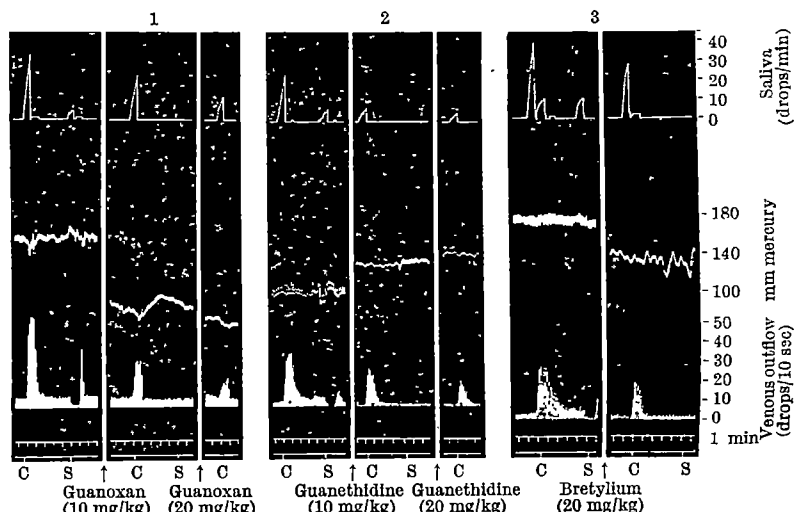 1 2 3
40
30
20
10
0
Saliva
(drops/min)
180
140
100
mm mercury
50
40
30
20
10
0
Venous outflow
(drops/10 sec)
1 min
C S ↑ C S ↑ C C S ↑ C S ↑ C C S ↑ C S
Guanoxan Guanoxan Guanethidine Guanethidine Bretylium
(10 mg/kg) (20 mg/kg) (10 mg/kg) (20 mg/kg) (20 mg/kg)